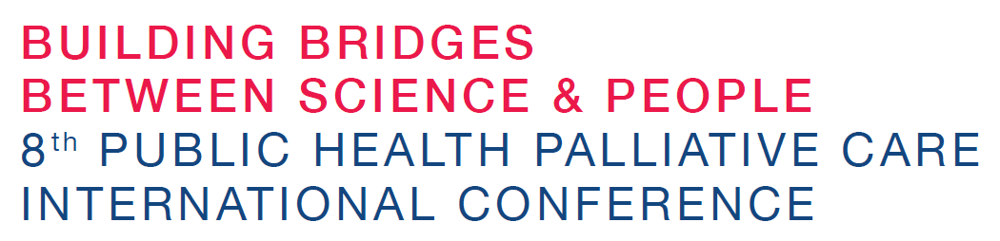 BUILDING BRIDGES
BETWEEN SCIENCE & PEOPLE
8th PUBLIC HEALTH PALLIATIVE CARE
INTERNATIONAL CONFERENCE